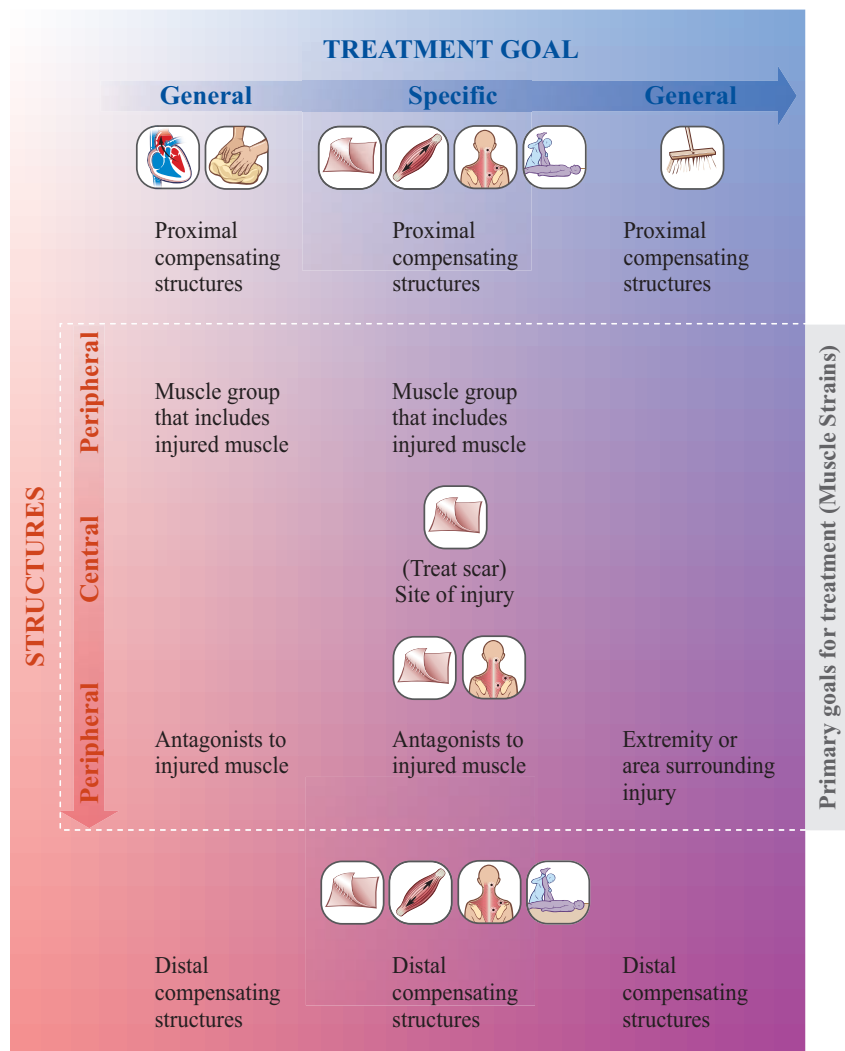 TREATMENT GOAL
General
Specific
General
Proximal
compensating
structures
Proximal
compensating
structures
Proximal
compensating
structures
STRUCTURES
Peripheral
Central
Peripheral
Muscle group
that includes
injured muscle
Muscle group
that includes
injured muscle
(Treat scar)
Site of injury
Antagonists to
injured muscle
Antagonists to
injured muscle
Extremity or
area surrounding
injury
Primary goals for treatment (Muscle Strains)
Distal
compensating
structures
Distal
compensating
structures
Distal
compensating
structures